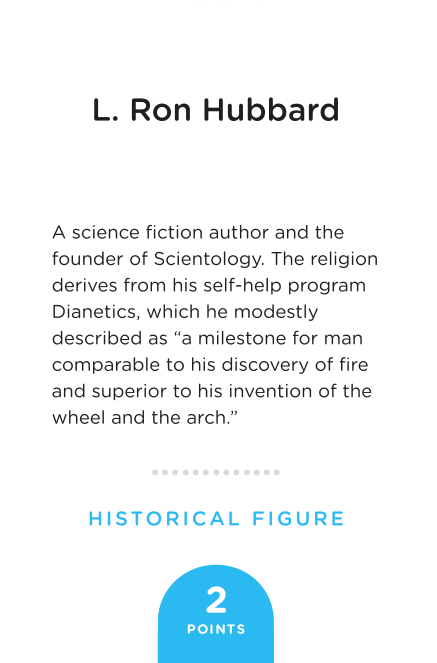 L. Ron Hubbard
A science fiction author and the
founder of Scientology. The religion
derives from his self-help program
Dianetics, which he modestly
described as “a milestone for man
comparable to his discovery of fire
and superior to his invention of the
wheel and the arch.”
HISTORICAL FIGURE
2
POINTS